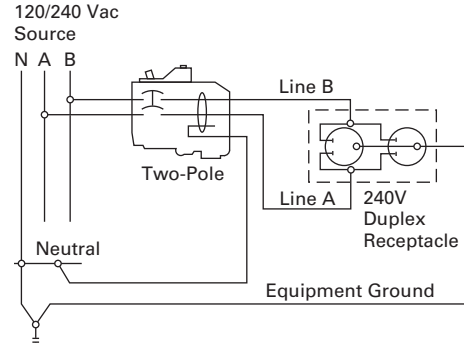 120/240 Vac
Source
N A B
Line B
Two-Pole
Line A
240V
Duplex
Receptacle
Neutral
Equipment Ground